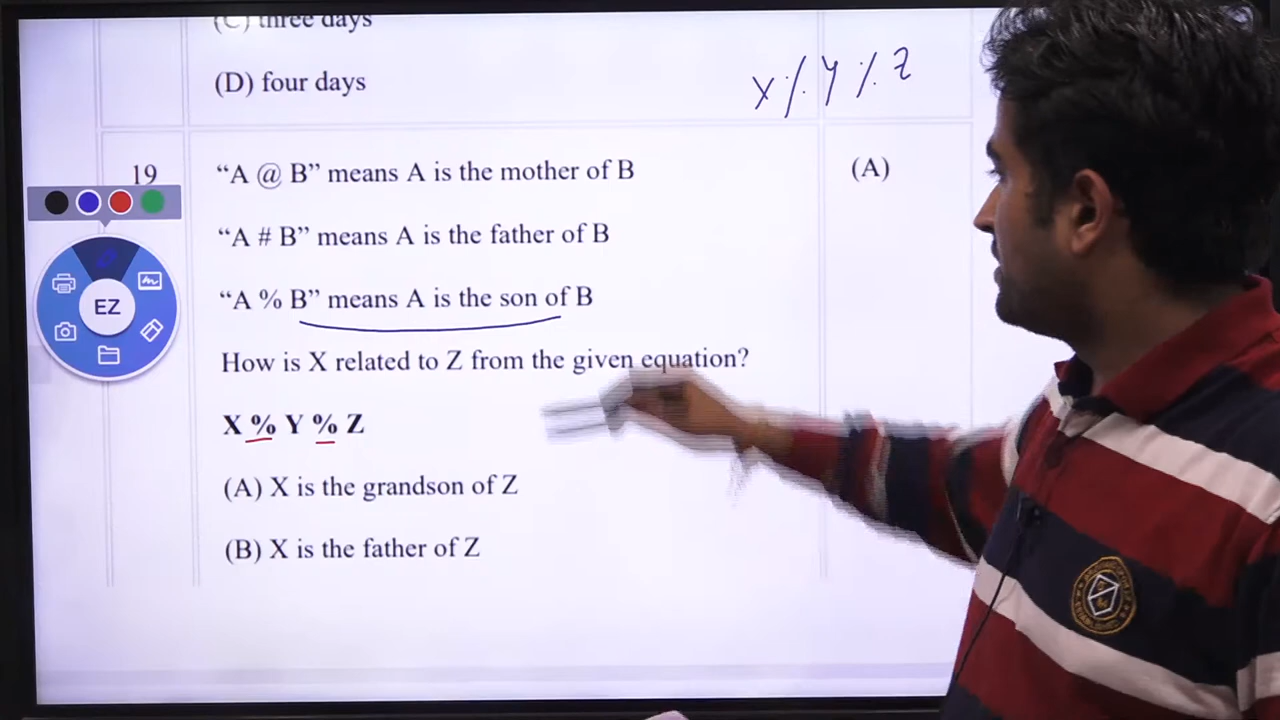 (C) three days
X % Y % Z
(D) four days
19
“A @ B” means A is the mother of B
(A)
“A # B” means A is the father of B
“A % B” means A is the son of B
EZ
How is X related to Z from the given equation?
X % Y % Z
(A) X is the grandson of Z
(B) X is the father of Z